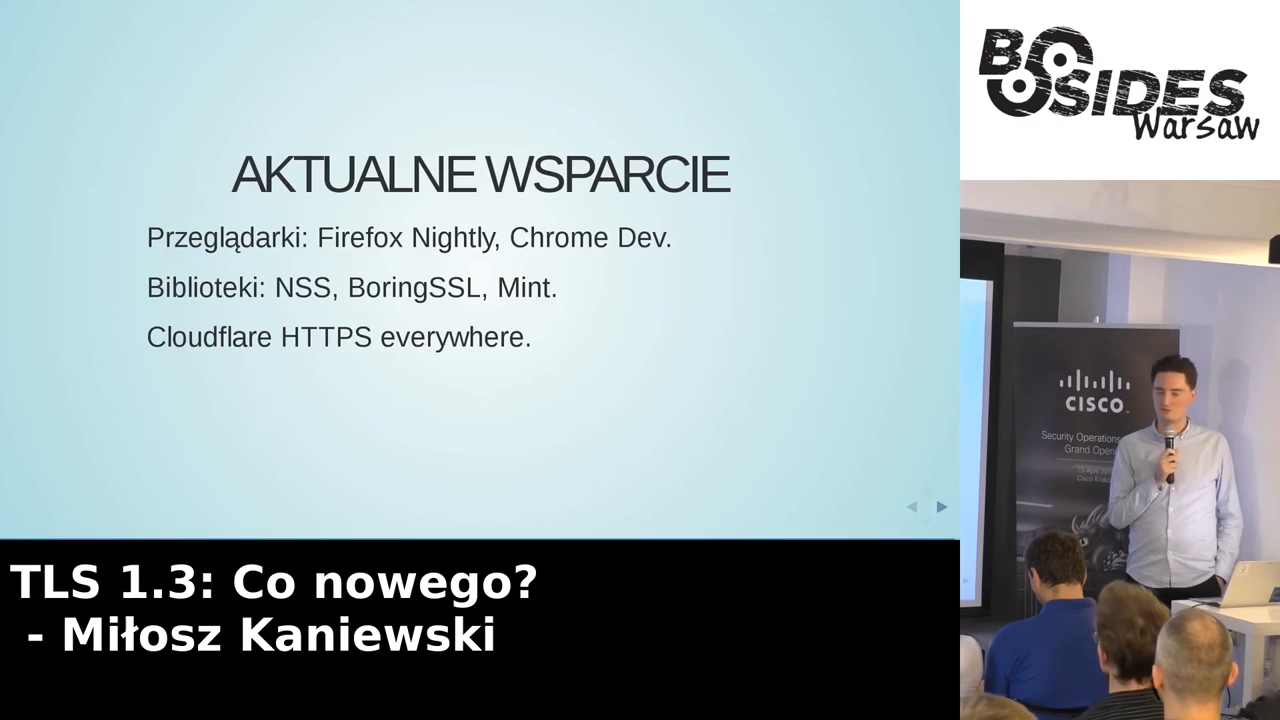 AKTUALNE WSPARCIE
Przeglądarki: Firefox Nightly, Chrome Dev.
Biblioteki: NSS, BoringSSL, Mint.
Cloudflare HTTPS everywhere.
TLS 1.3: Co nowego?
- Miłosz Kaniewski
BSIDES
Warsaw
CISCO
Security Operations
Grand Open